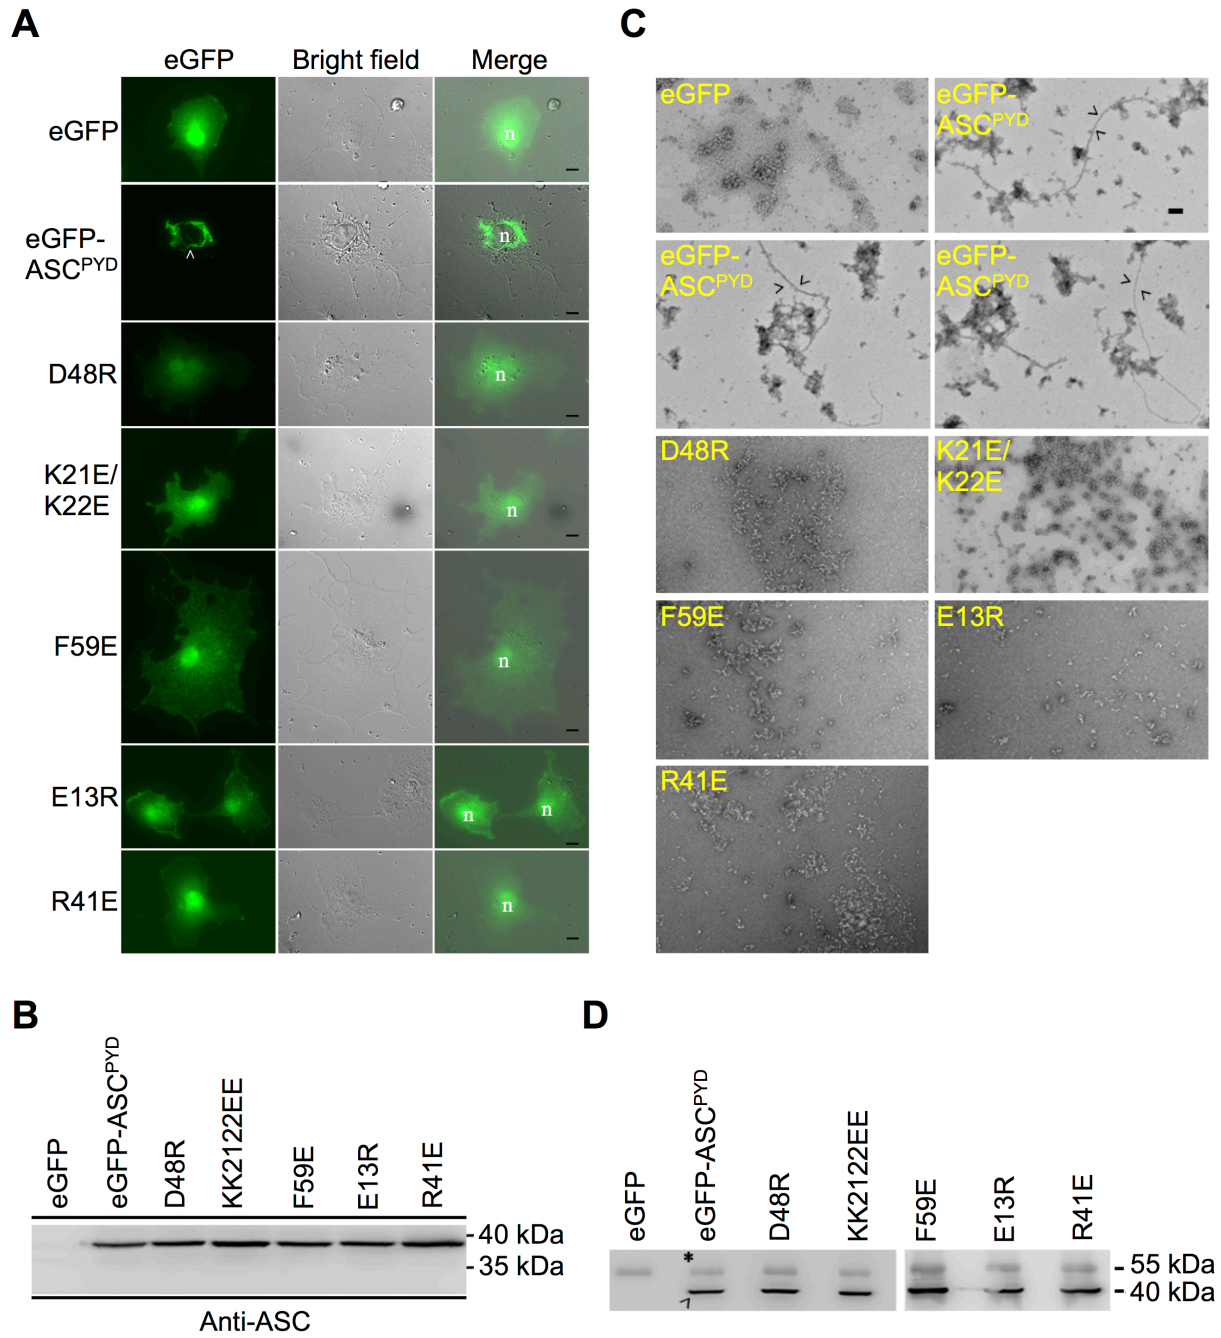 A
eGFP Bright field Merge
eGFP
n
eGFP-
ASCPYD
^
n
D48R
n
K21E/
K22E
n
F59E
n
E13R
n n
R41E
n
C
eGFP
eGFP-
ASCPYD
eGFP-
ASCPYD
eGFP-
ASCPYD
D48R
K21E/
K22E
F59E
E13R
R41E
B
eGFP
eGFP-ASCPYD
D48R
KK2122EE
F59E
E13R
R41E
40 kDa
35 kDa
Anti-ASC
D
eGFP
eGFP-ASCPYD
D48R
KK2122EE
F59E
E13R
R41E
*
55 kDa
40 kDa